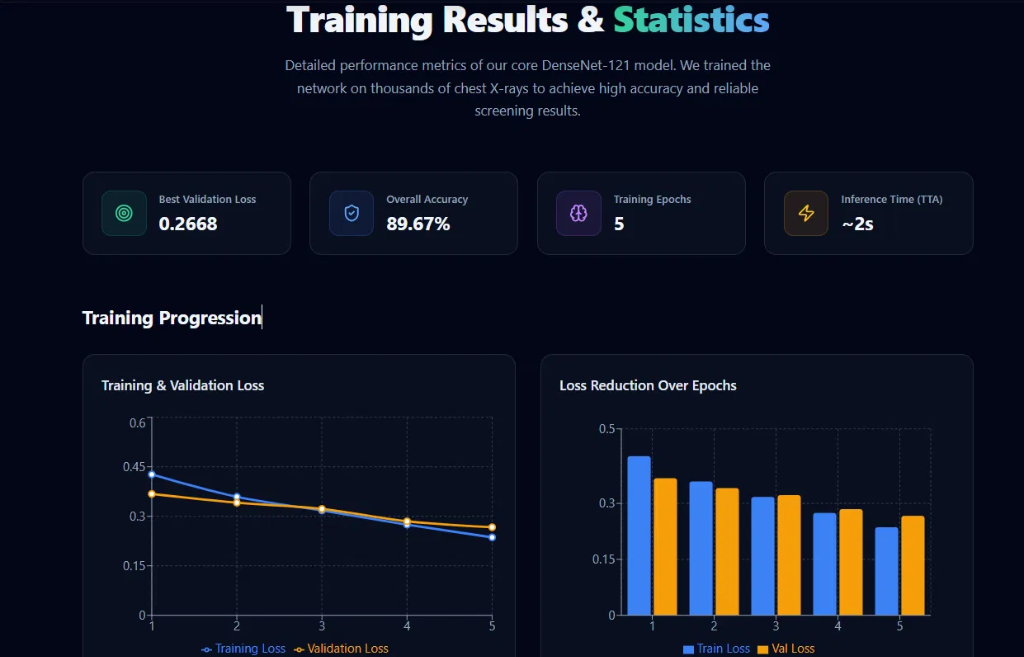 Training Results & Statistics
Detailed performance metrics of our core DenseNet-121 model. We trained the
network on thousands of chest X-rays to achieve high accuracy and reliable
screening results.
Best Validation Loss
0.2668
Overall Accuracy
89.67%
Training Epochs
5
Inference Time (TTA)
~2s
Training Progression
Training & Validation Loss
0.6
0.45
0.3
0.15
0
1 2 3 4 5
Training Loss Validation Loss
Loss Reduction Over Epochs
0.5
0.3
0.15
0
1 2 3 4 5
Train Loss Val Loss